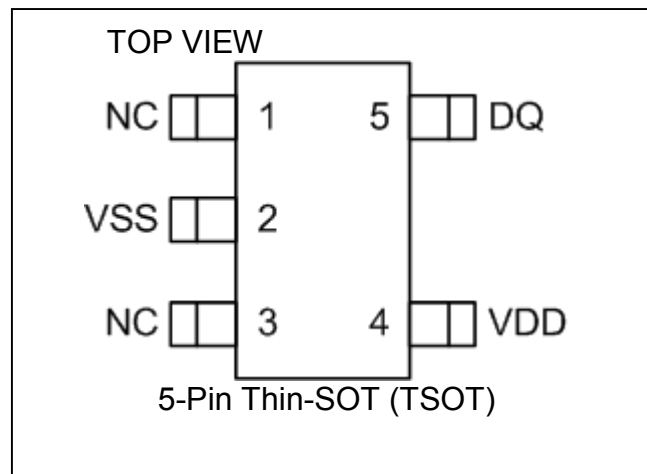 TOP VIEW
NC 1 5 DQ
VSS 2
NC 3 4 VDD
5-Pin Thin-SOT (TSOT)